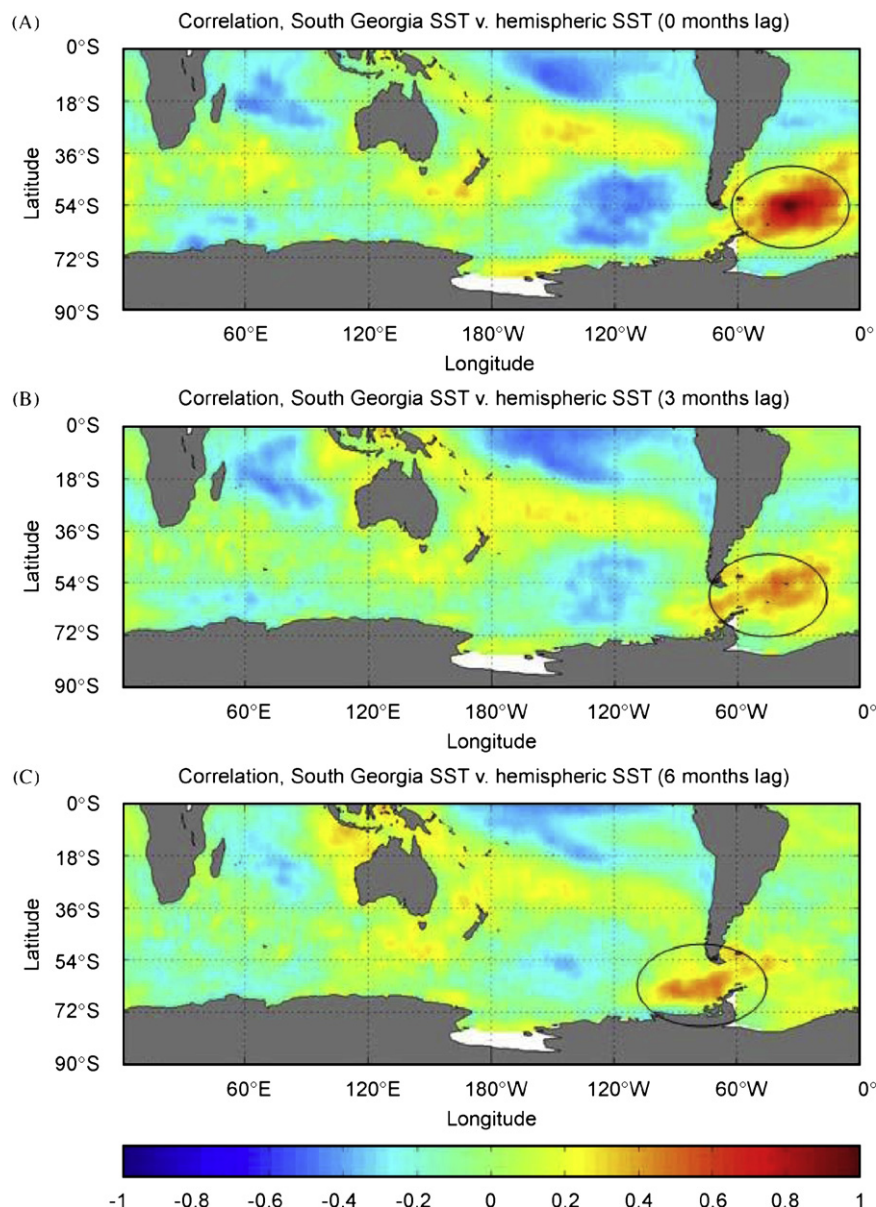 (A) Correlation, South Georgia SST v. hemispheric SST (0 months lag)
0°S
18°S
36°S
54°S
72°S
90°S
Latitude
60°E 120°E 180°W 120°W 60°W 0°
Longitude
(B) Correlation, South Georgia SST v. hemispheric SST (3 months lag)
0°S
18°S
36°S
54°S
72°S
90°S
Latitude
60°E 120°E 180°W 120°W 60°W 0°
Longitude
(C) Correlation, South Georgia SST v. hemispheric SST (6 months lag)
0°S
18°S
36°S
54°S
72°S
90°S
Latitude
60°E 120°E 180°W 120°W 60°W 0°
Longitude
-1 -0.8 -0.6 -0.4 -0.2 0 0.2 0.4 0.6 0.8 1